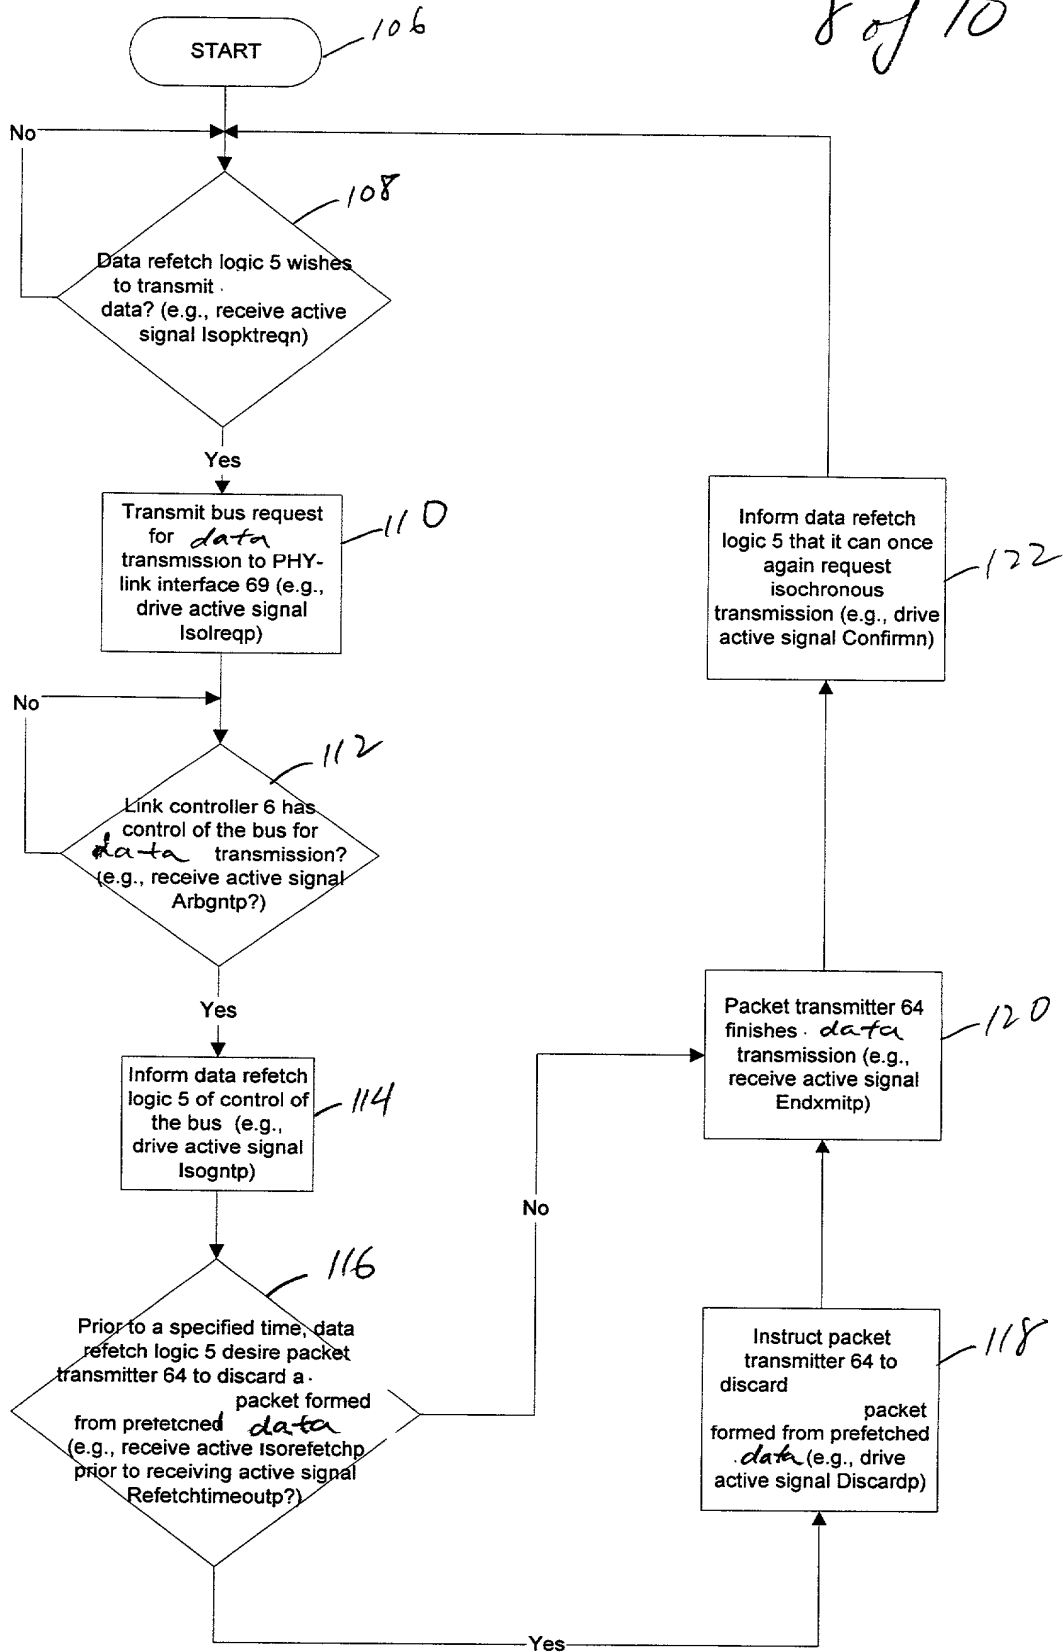 8 of 10
START
106
No
108
Data refetch logic 5 wishes
to transmit
data? (e.g., receive active
signal Isopktreqn)
Yes
Transmit bus request
for data
transmission to PHY-
link interface 69 (e.g.,
drive active signal
Isolreqp)
110
No
112
Link controller 6 has
control of the bus for
data transmission?
(e.g., receive active signal
Arbgntp?)
Yes
Inform data refetch
logic 5 of control of
the bus (e.g.,
drive active signal
Isogntp)
114
116
Prior to a specified time, data
refetch logic 5 desire packet
transmitter 64 to discard a
packet formed
from prefetched data
(e.g., receive active Isorefetchp
prior to receiving active signal
Refetchtimeoutp?)
No
Yes
Instruct packet
transmitter 64 to
discard
packet
formed from prefetched
data (e.g., drive
active signal Discardp)
118
Packet transmitter 64
finishes data
transmission (e.g.,
receive active signal
Endxmitp)
120
Inform data refetch
logic 5 that it can once
again request
isochronous
transmission (e.g., drive
active signal Confirmn)
122